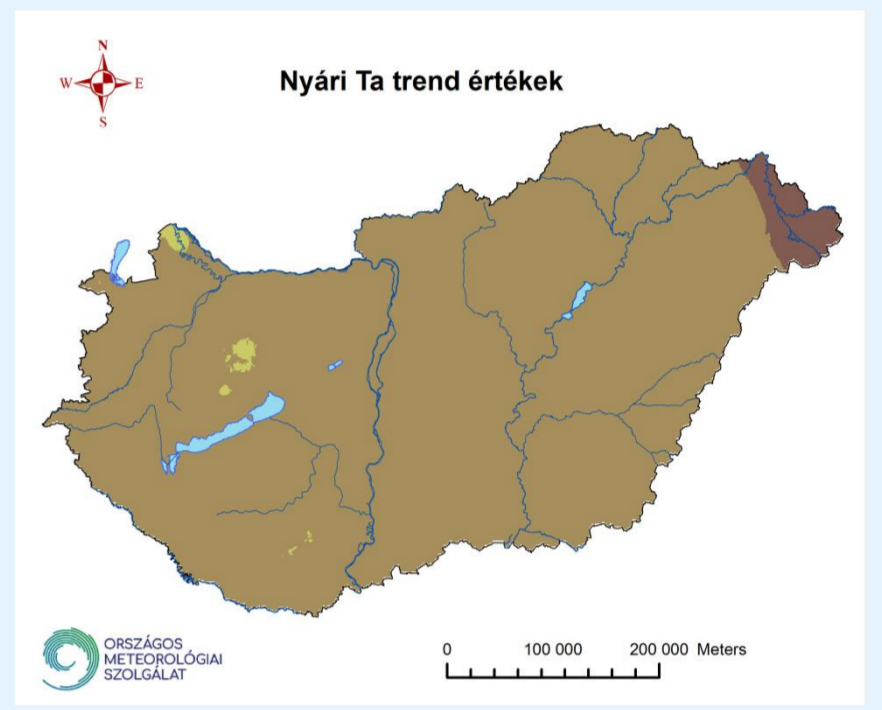 Nyári Ta trend értékek
N
W E
S
ORSZÁGOS
METEOROLÓGIAI
SZOLGÁLAT
0 100 000 200 000 Meters